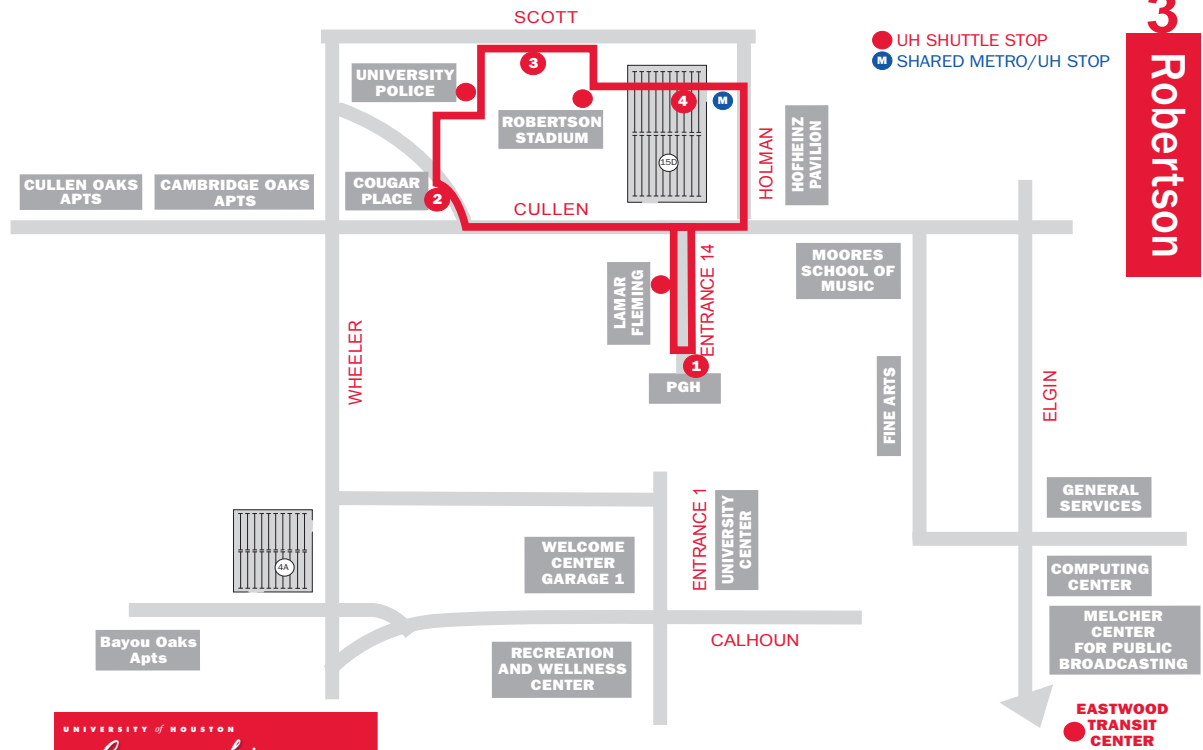 SCOTT
3
Robertson
UH SHUTTLE STOP
M SHARED METRO/UH STOP
UNIVERSITY
POLICE
3
ROBERTSON
STADIUM
4
M
15D
HOLMAN
HOFHEINZ
PAVILION
CULLEN OAKS
APTS
CAMBRIDGE OAKS
APTS
COUGAR
PLACE
2
CULLEN
MOORES
SCHOOL OF
MUSIC
LAMAR
FLEMING
ENTRANCE 14
1
PGH
WHEELER
FINE ARTS
ELGIN
GENERAL
SERVICES
ENTRANCE 1
UNIVERSITY
CENTER
WELCOME
CENTER
GARAGE 1
4A
COMPUTING
CENTER
MELCHER
CENTER
FOR PUBLIC
BROADCASTING
Bayou Oaks
Apts
CALHOUN
RECREATION
AND WELLNESS
CENTER
EASTWOOD
TRANSIT
CENTER
UNIVERSITY of HOUSTON